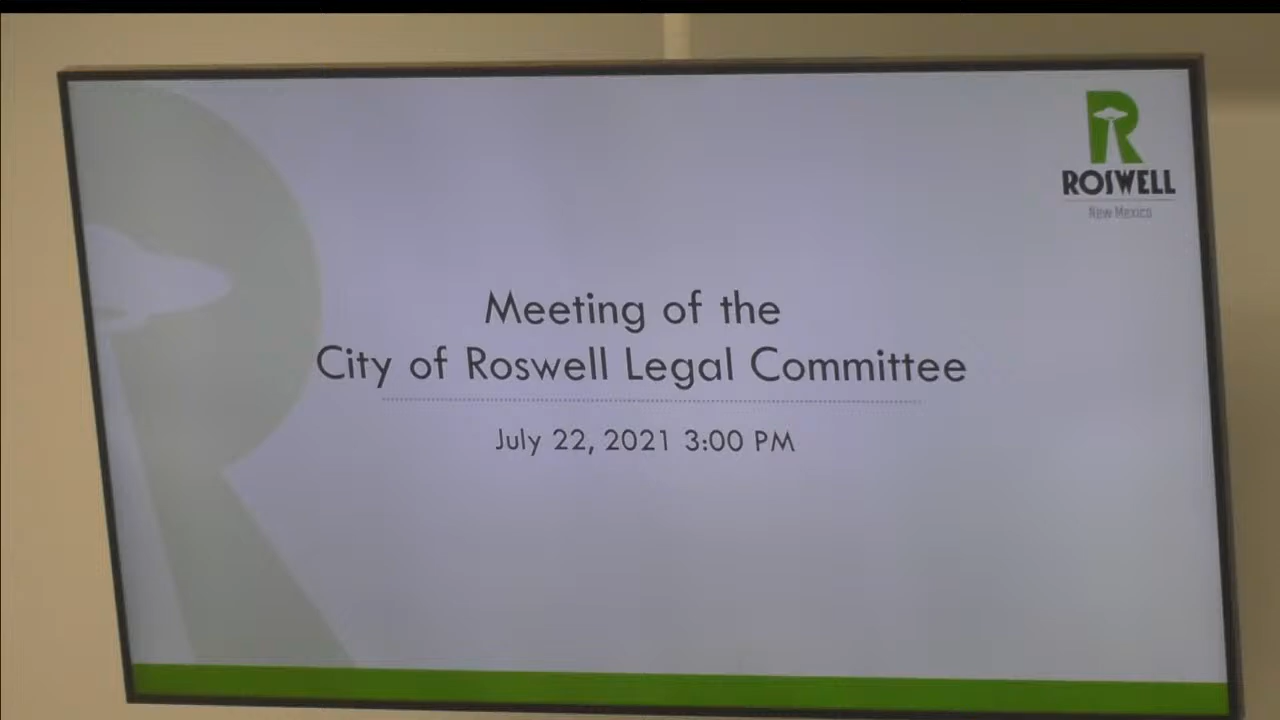 ROSWELL
New Mexico
Meeting of the
City of Roswell Legal Committee
July 22, 2021 3:00 PM